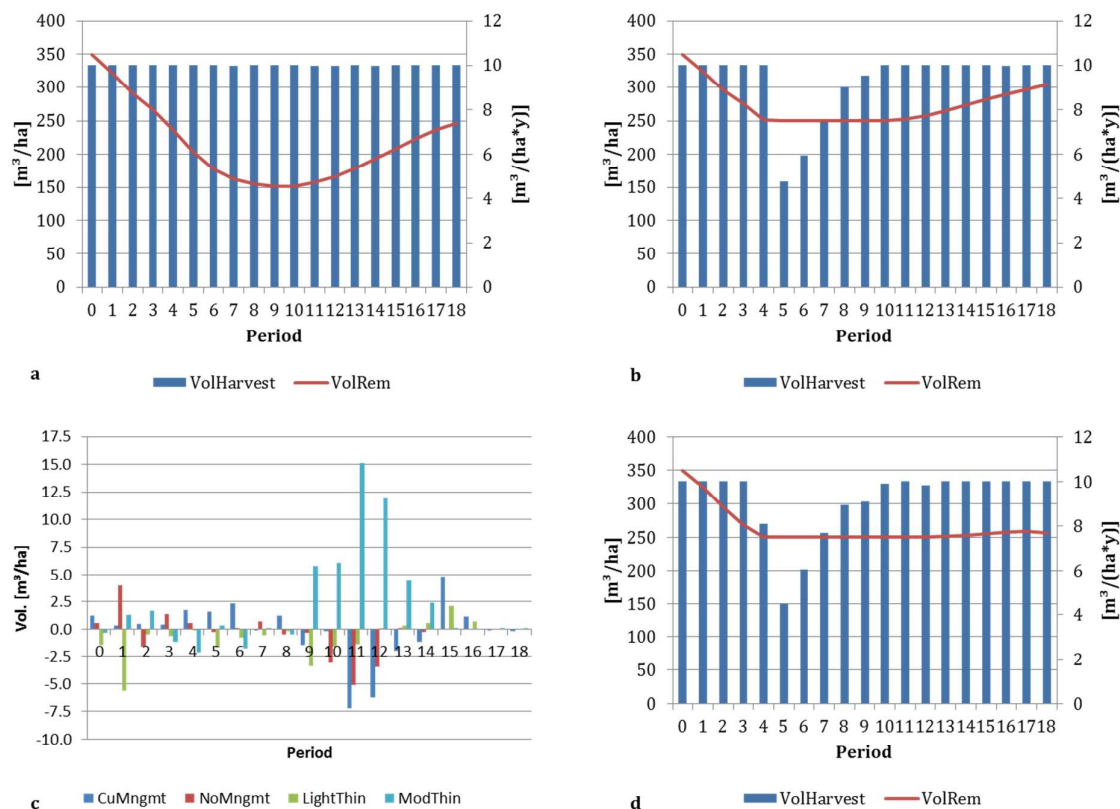 400
350
300
250
200
150
100
50
0
[m³/ha]
12
10
8
6
4
2
0
[m³/(ha*y)]
0 1 2 3 4 5 6 7 8 9 10 11 12 13 14 15 16 17 18
Period
a
VolHarvest VolRem
400
350
300
250
200
150
100
50
0
[m³/ha]
12
10
8
6
4
2
0
[m³/(ha*y)]
0 1 2 3 4 5 6 7 8 9 10 11 12 13 14 15 16 17 18
Period
b
VolHarvest VolRem
17.5
15.0
12.5
10.0
7.5
5.0
2.5
0.0
-2.5
-5.0
-7.5
-10.0
Vol. [m³/ha]
0 1 2 3 4 5 6 7 8 9 10 11 12 13 14 15 16 17 18
Period
c
CuMngmt NoMngmt LightThin ModThin
400
350
300
250
200
150
100
50
0
[m³/ha]
12
10
8
6
4
2
0
[m³/(ha*y)]
0 1 2 3 4 5 6 7 8 9 10 11 12 13 14 15 16 17 18
Period
d
VolHarvest VolRem